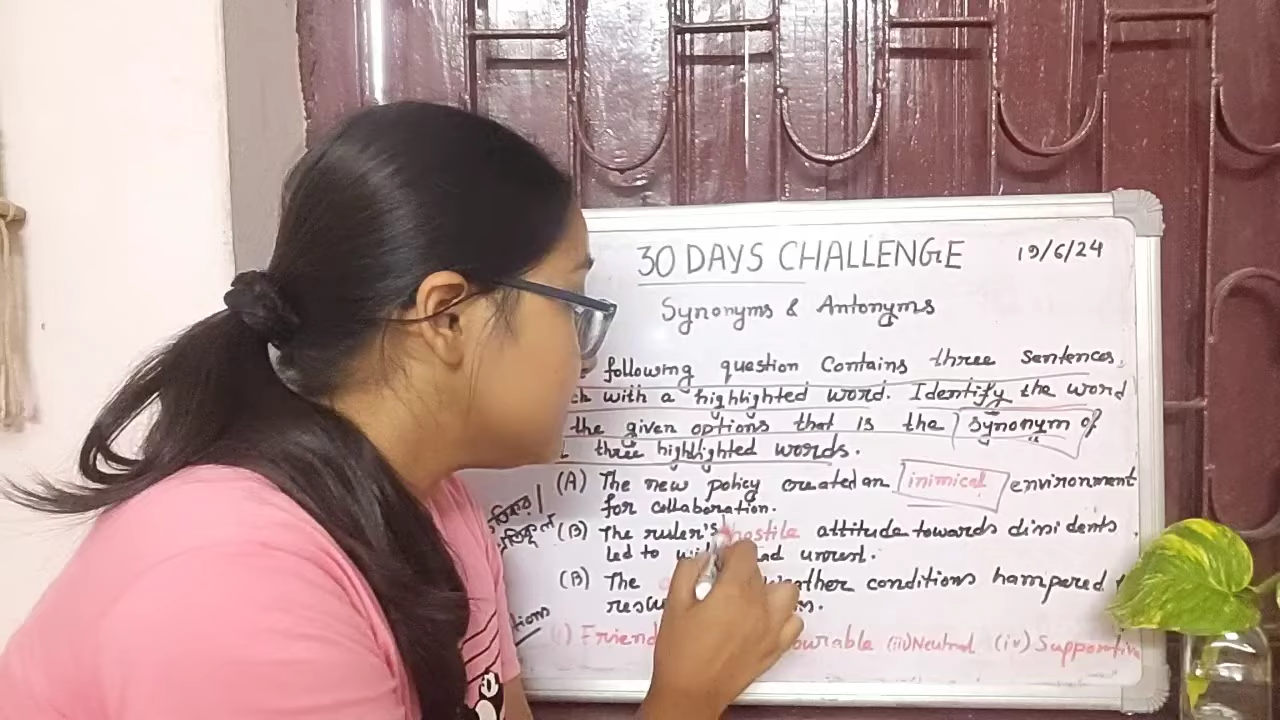 30 DAYS CHALLENGE 19/6/24
Synonyms & Antonyms
following question Contains three sentences,
with a highlighted word. Identify the word
the given options that is the synonym of
three highlighted words.
(A) The new policy created an inimical environment
for collaboration.
(B) The ruler's hostile attitude towards dissidents
led to unrest.
(B) The weather conditions hampered
(i) (iii) Neutral (iv) Supportive